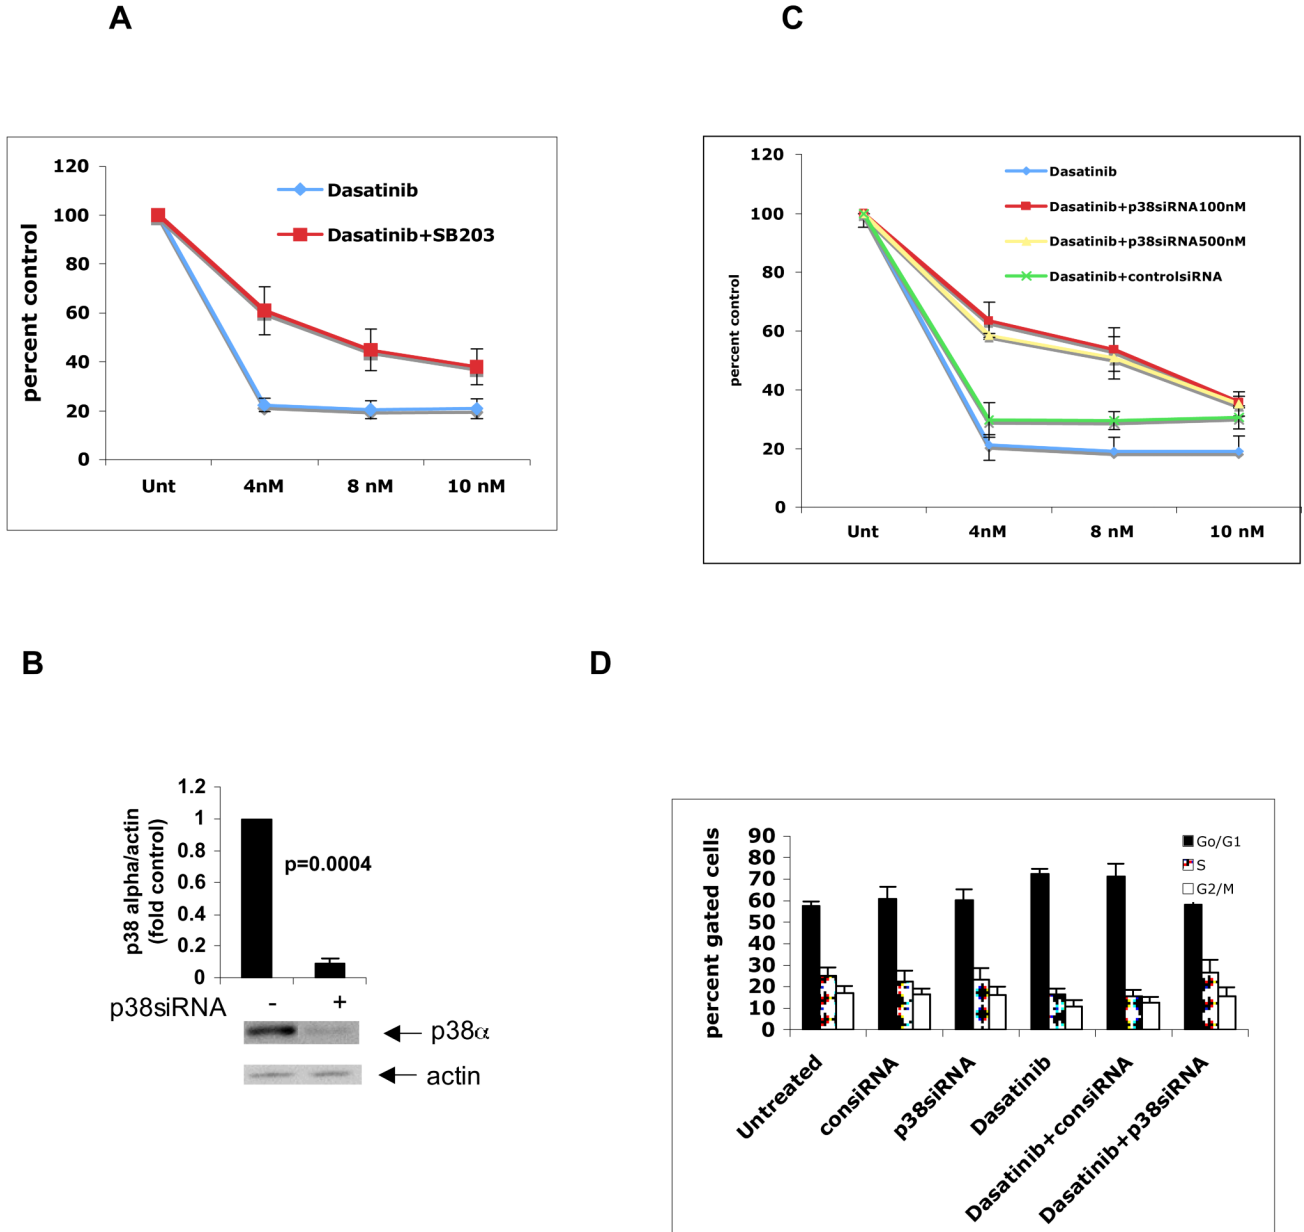 A
120
100
80
60
40
20
0
percent control
Dasatinib
Dasatinib+SB203
Unt 4nM 8 nM 10 nM
C
120
100
80
60
40
20
0
percent control
Dasatinib
Dasatinib+p38siRNA100nM
Dasatinib+p38siRNA500nM
Dasatinib+controlsiRNA
Unt 4nM 8 nM 10 nM
B
1.2
1
0.8
0.6
0.4
0.2
0
p38 alpha/actin
(fold control)
p=0.0004
p38siRNA - +
p38α
actin
D
90
80
70
60
50
40
30
20
10
0
percent gated cells
Go/G1
S
G2/M
Untreated
consiRNA
p38siRNA
Dasatinib
Dasatinib+consiRNA
Dasatinib+p38siRNA